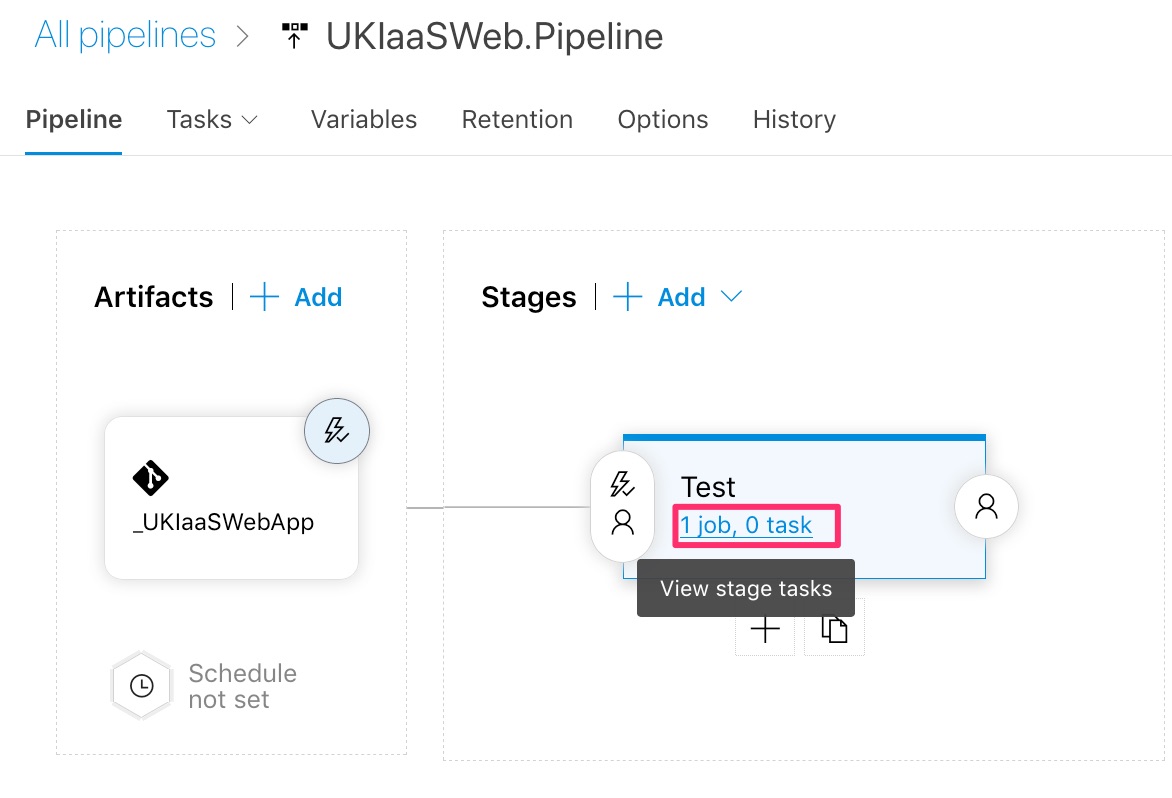 All pipelines > UKIaaSWeb.Pipeline
Pipeline Tasks Variables Retention Options History
Artifacts | + Add
Stages | + Add
_UKIaaSWebApp
Test
1 job, 0 task
View stage tasks
Schedule
not set